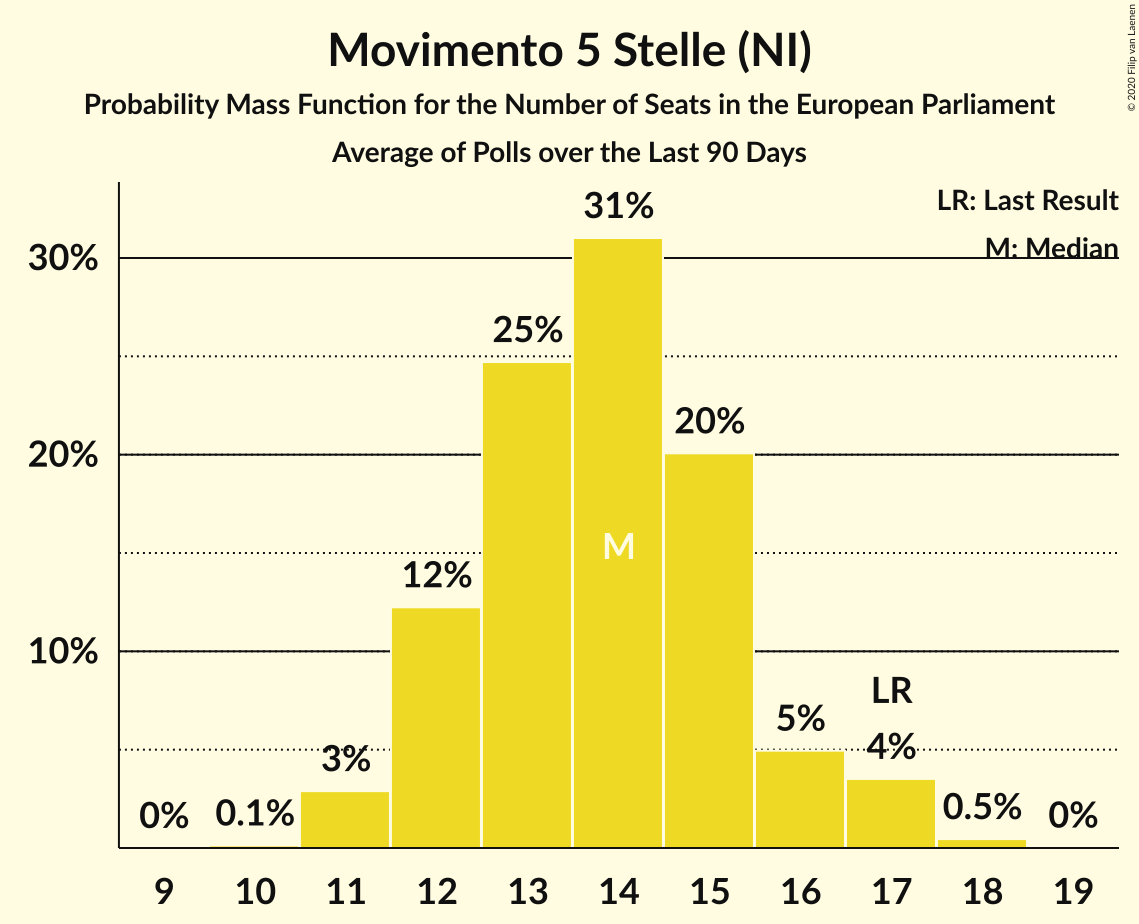 Movimento 5 Stelle (NI)
Probability Mass Function for the Number of Seats in the European Parliament
Average of Polls over the Last 90 Days
© 2020 Filip van Laenen
LR: Last Result
M: Median
31%
30%
25%
20%
20%
M
12%
10%
LR
5%
4%
3%
0%
0.1%
0.5%
0%
9 10 11 12 13 14 15 16 17 18 19